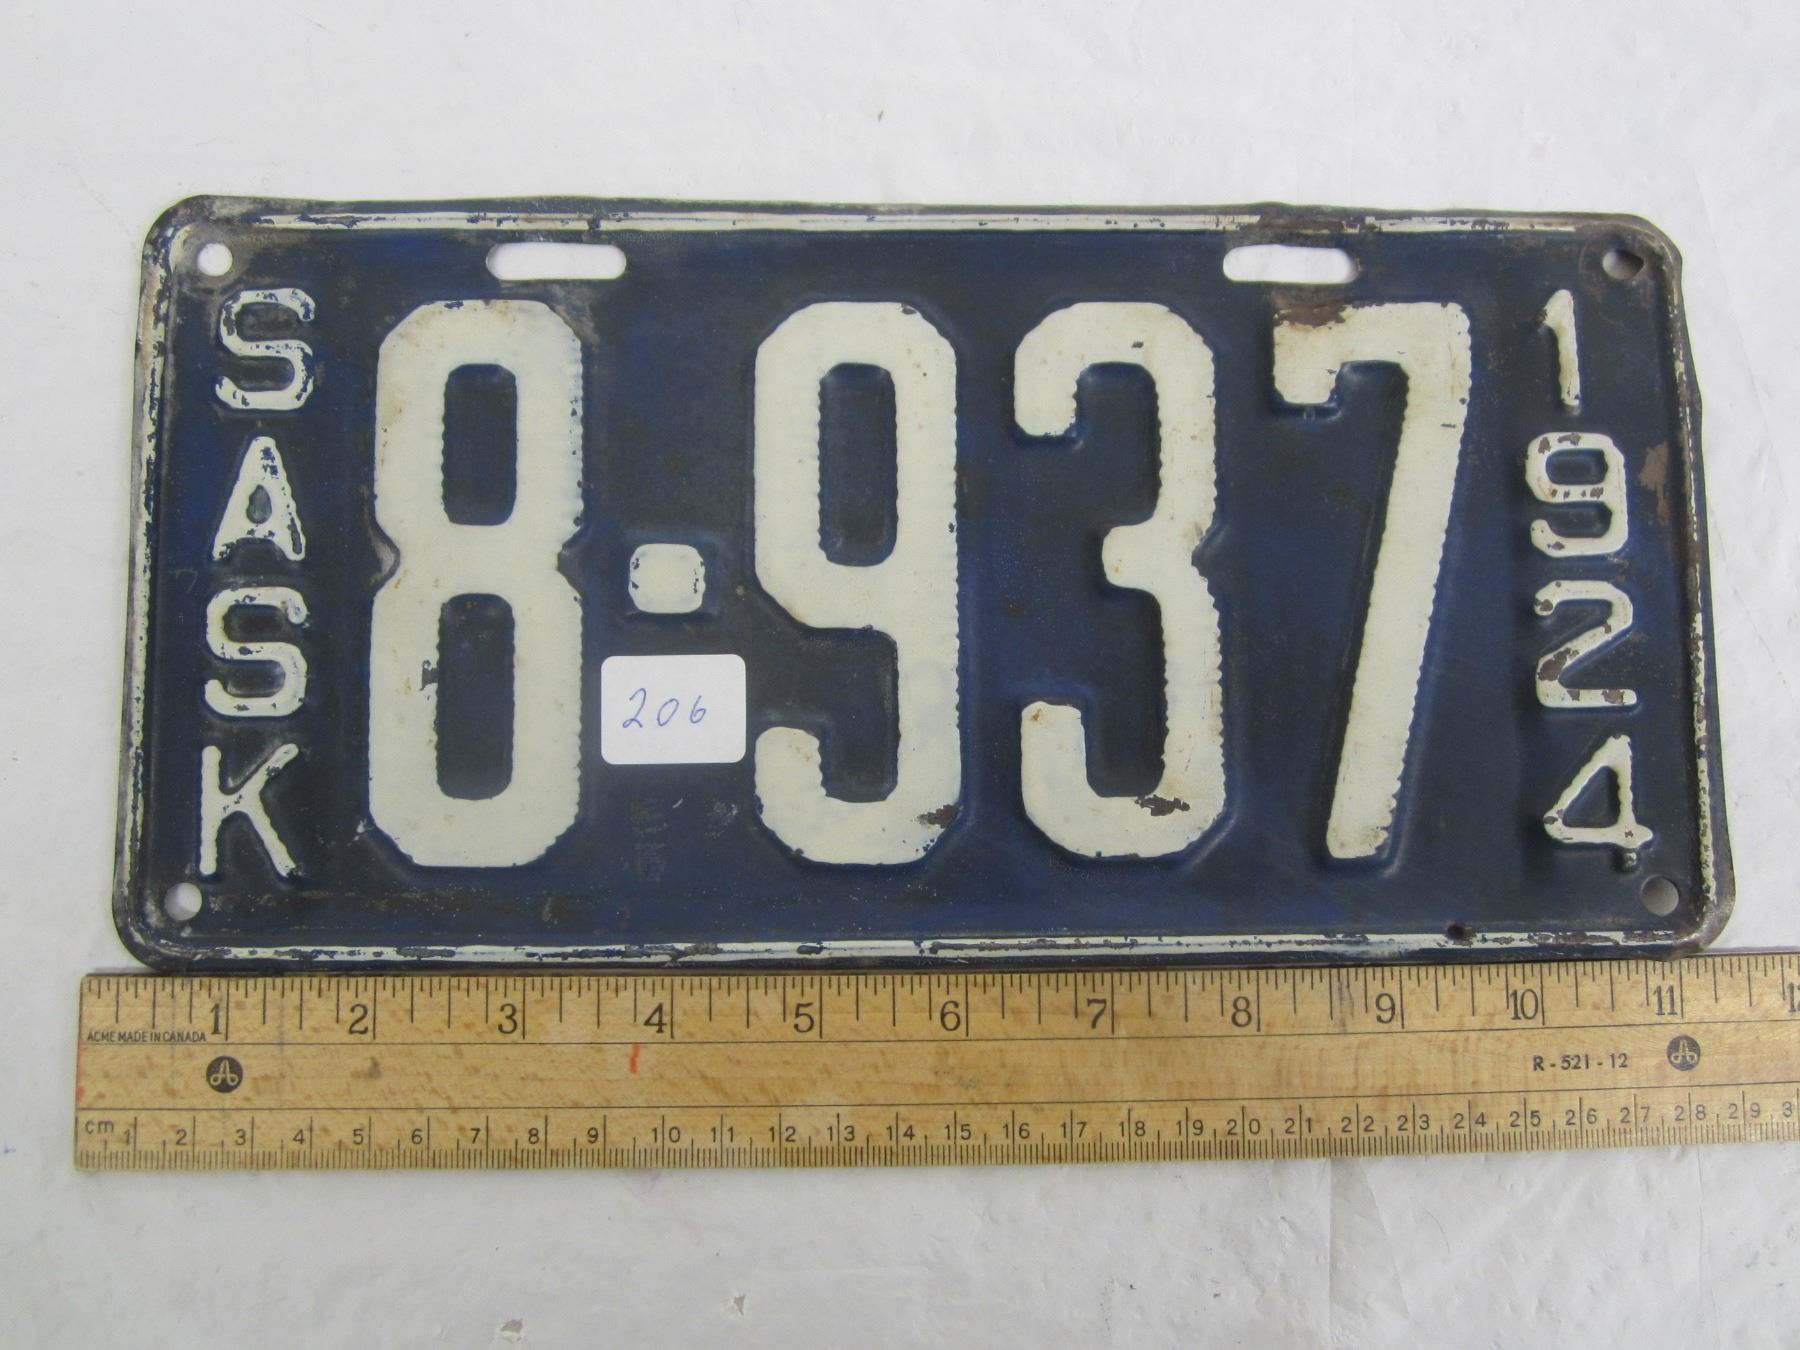 SASK
8-937
1924
206
1 2 3 4 5 6 7 8 9 10 11 12
ACME MADE IN CANADA
R-521-12
cm 1 2 3 4 5 6 7 8 9 10 11 12 13 14 15 16 17 18 19 20 21 22 23 24 25 26 27 28 29 3